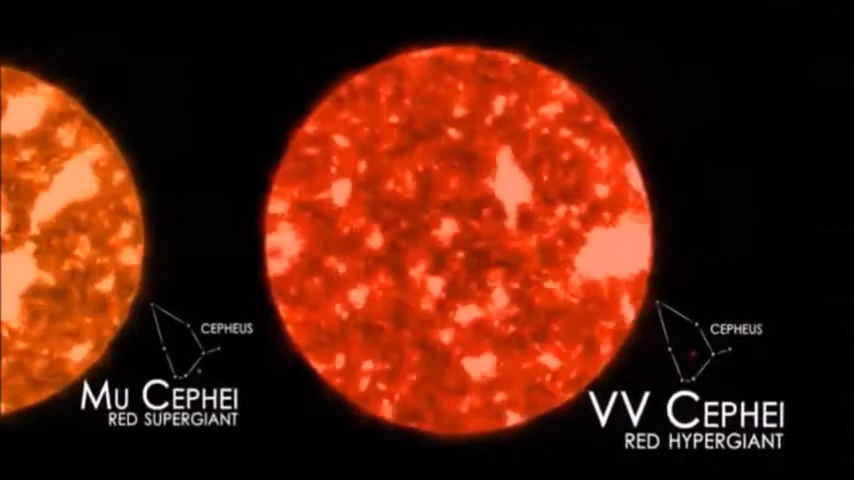 CEPHEUS
MU CEPHEI
RED SUPERGIANT
CEPHEUS
VV CEPHEI
RED HYPERGIANT